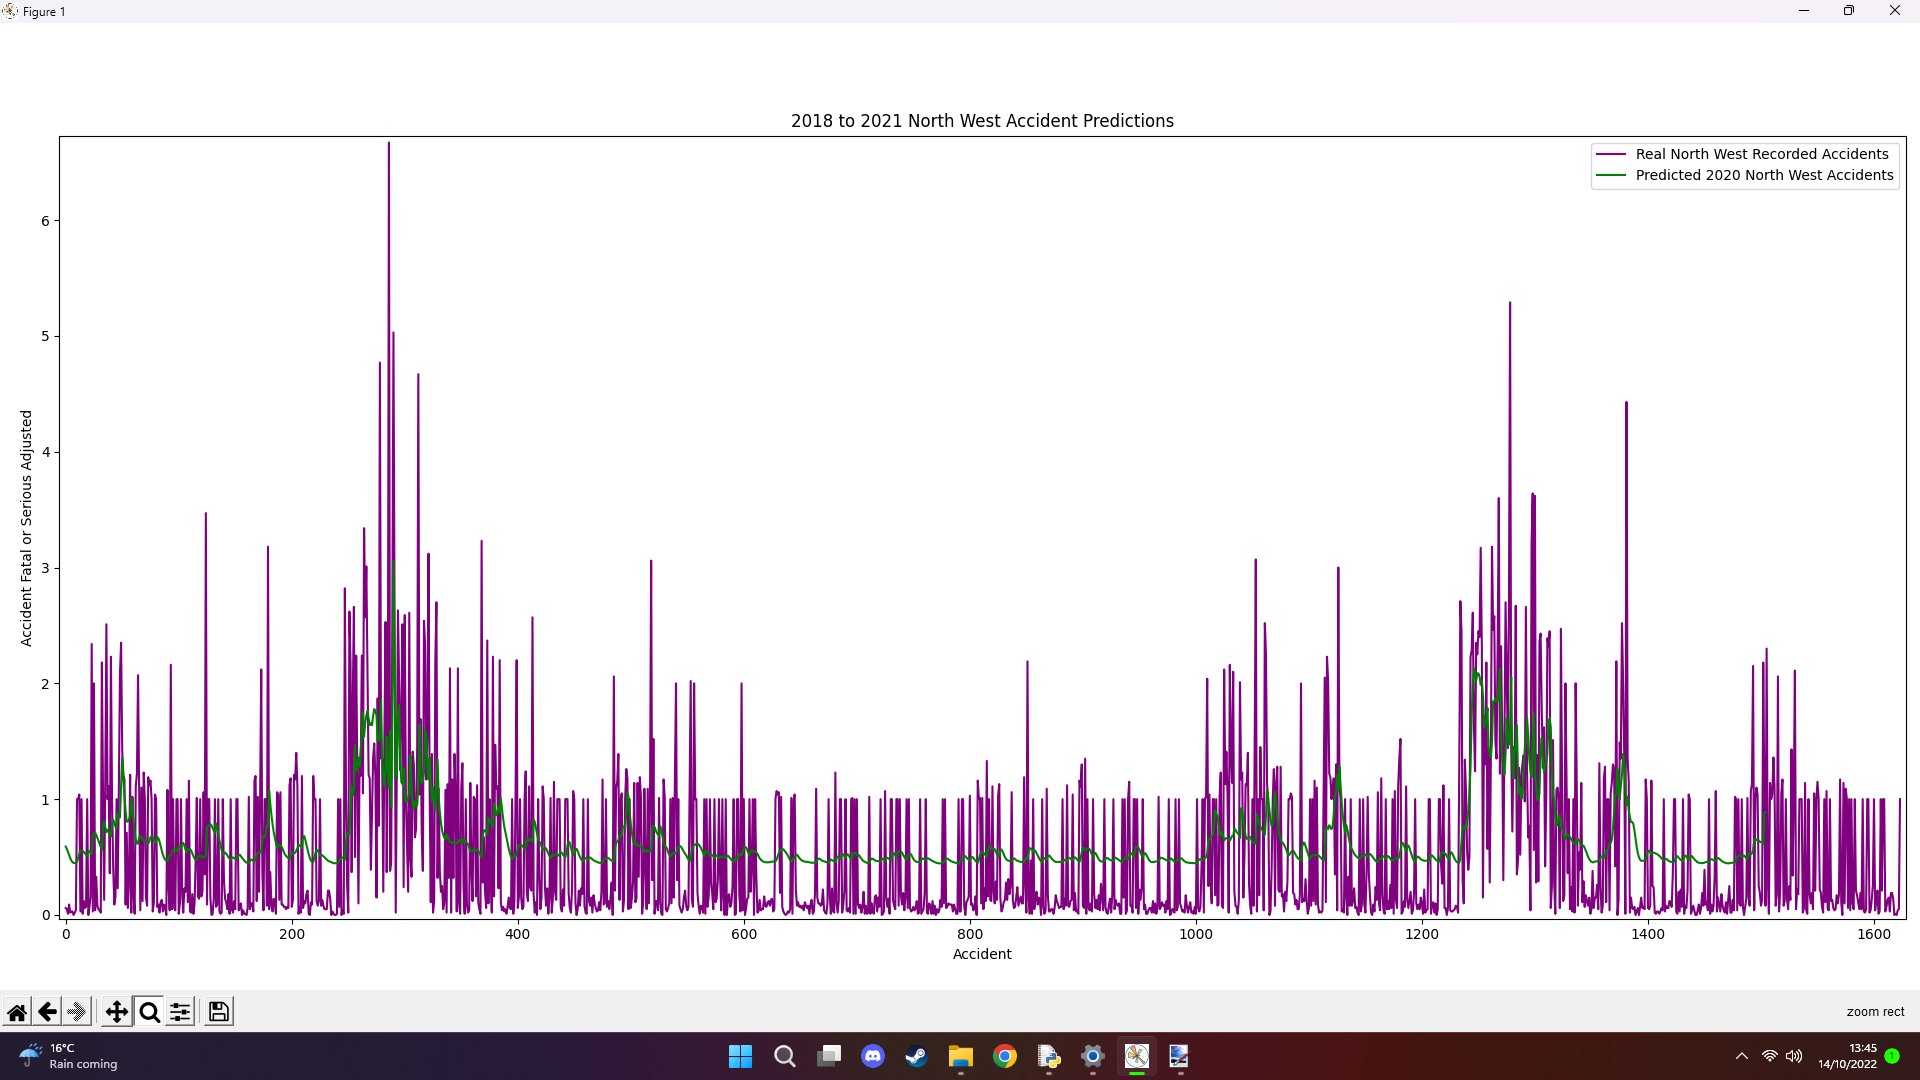 Figure 1
2018 to 2021 North West Accident Predictions
Real North West Recorded Accidents
Predicted 2020 North West Accidents
Accident Fatal or Serious Adjusted
6
5
4
3
2
1
0
0 200 400 600 800 1000 1200 1400 1600
Accident
zoom rect
16°C
Rain coming
13:45
14/10/2022
1